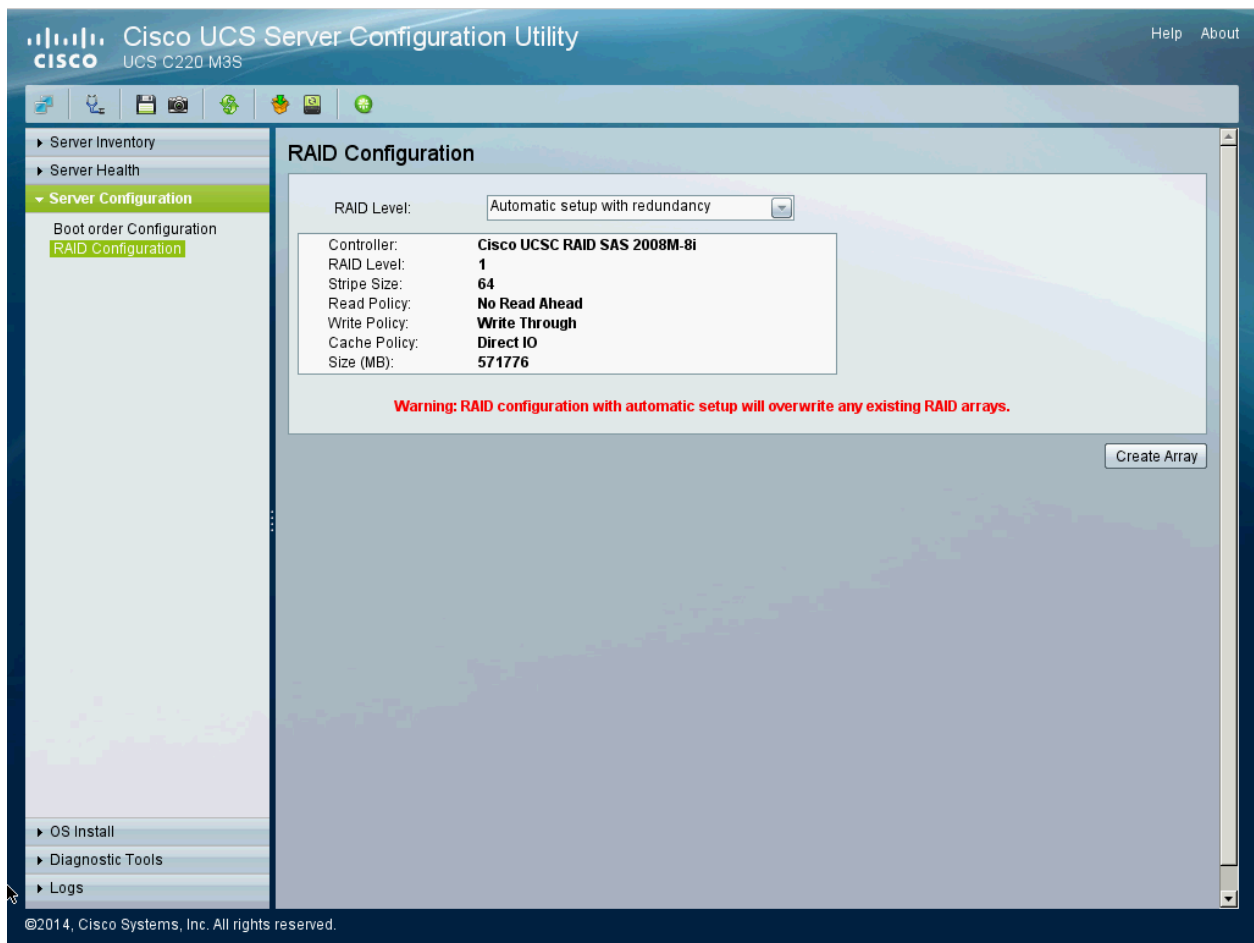 Cisco UCS Server Configuration Utility
Help About
CISCO
UCS C220 M3S
Server Inventory
Server Health
Server Configuration
Boot order Configuration
RAID Configuration
OS Install
Diagnostic Tools
Logs
RAID Configuration
RAID Level: Automatic setup with redundancy
Controller: Cisco UCSC RAID SAS 2008M-8i
RAID Level: 1
Stripe Size: 64
Read Policy: No Read Ahead
Write Policy: Write Through
Cache Policy: Direct IO
Size (MB): 571776
Warning: RAID configuration with automatic setup will overwrite any existing RAID arrays.
Create Array
©2014, Cisco Systems, Inc. All rights reserved.